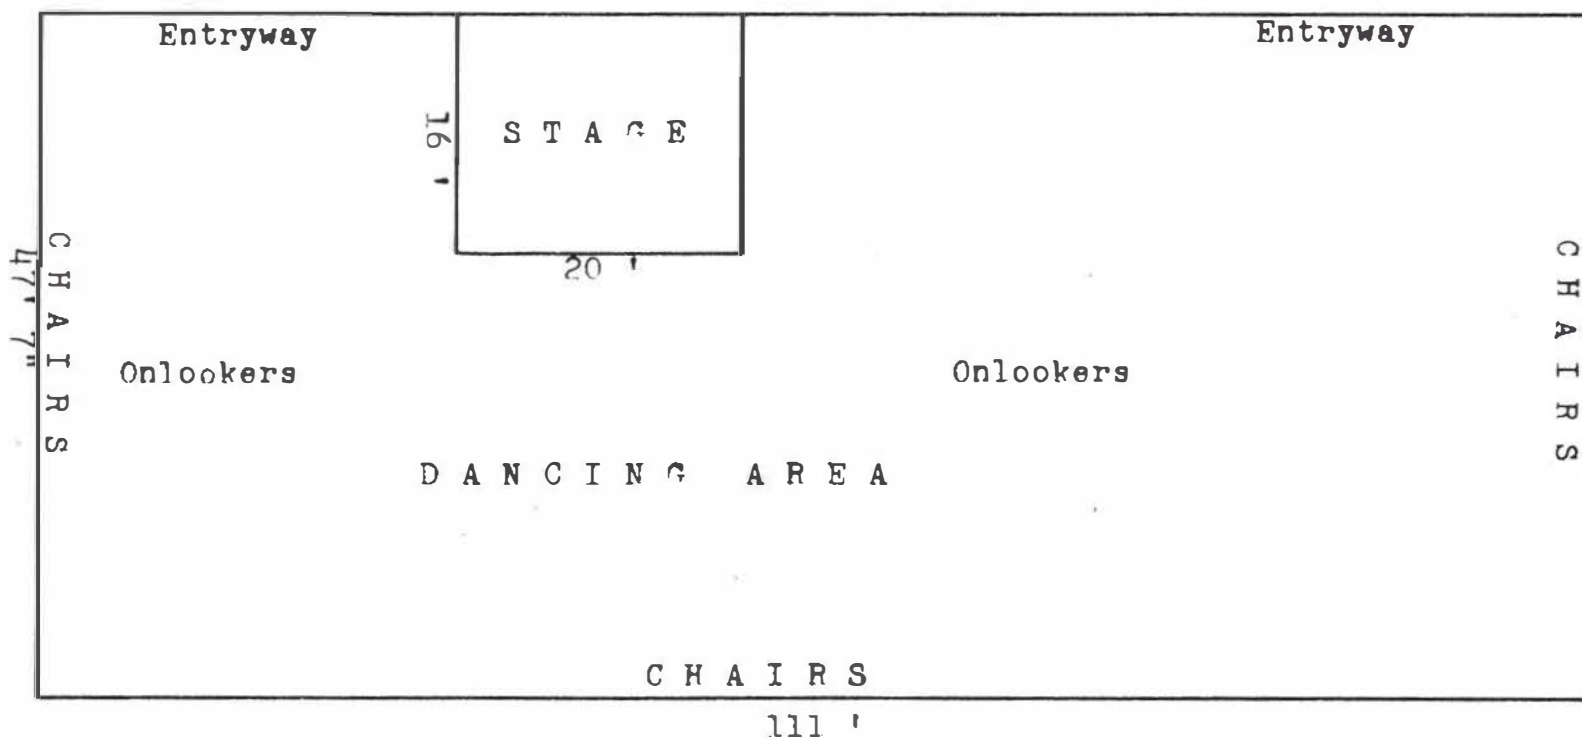 Entryway
Entryway
S T A G E
16 '
20 '
C H A I R S
47' 7"
C H A I R S
Onlookers
Onlookers
D A N C I N G   A R E A
C H A I R S
111 '